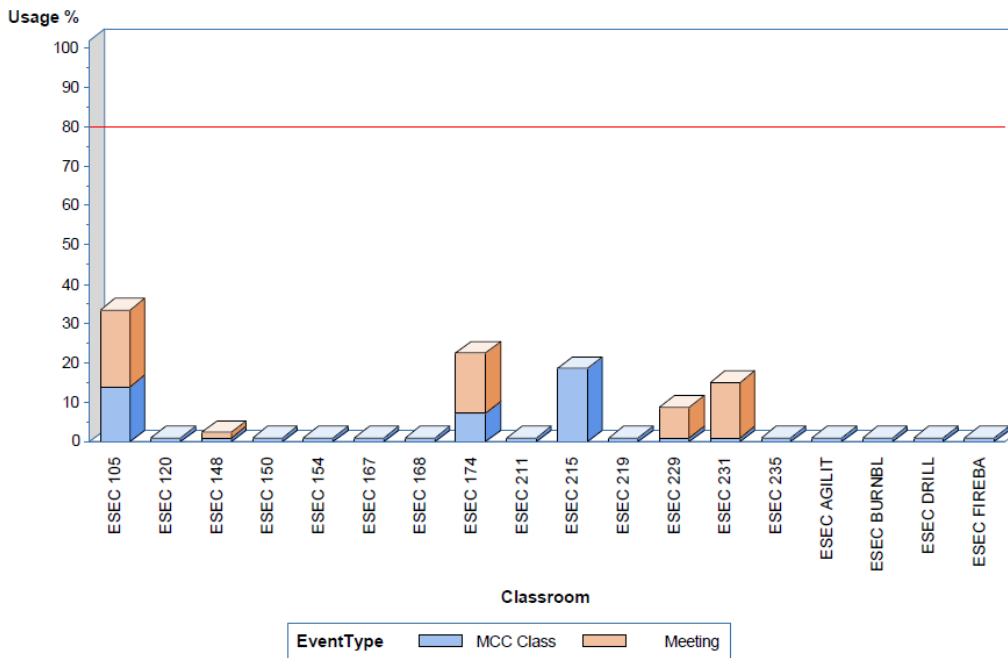 Usage %
100
90
80
70
60
50
40
30
20
10
0
ESEC 105
ESEC 120
ESEC 148
ESEC 150
ESEC 154
ESEC 167
ESEC 168
ESEC 174
ESEC 211
ESEC 215
ESEC 219
ESEC 229
ESEC 231
ESEC 235
ESEC AGILIT
ESEC BURNBL
ESEC DRILL
ESEC FIREBA
Classroom
EventType MCC Class Meeting